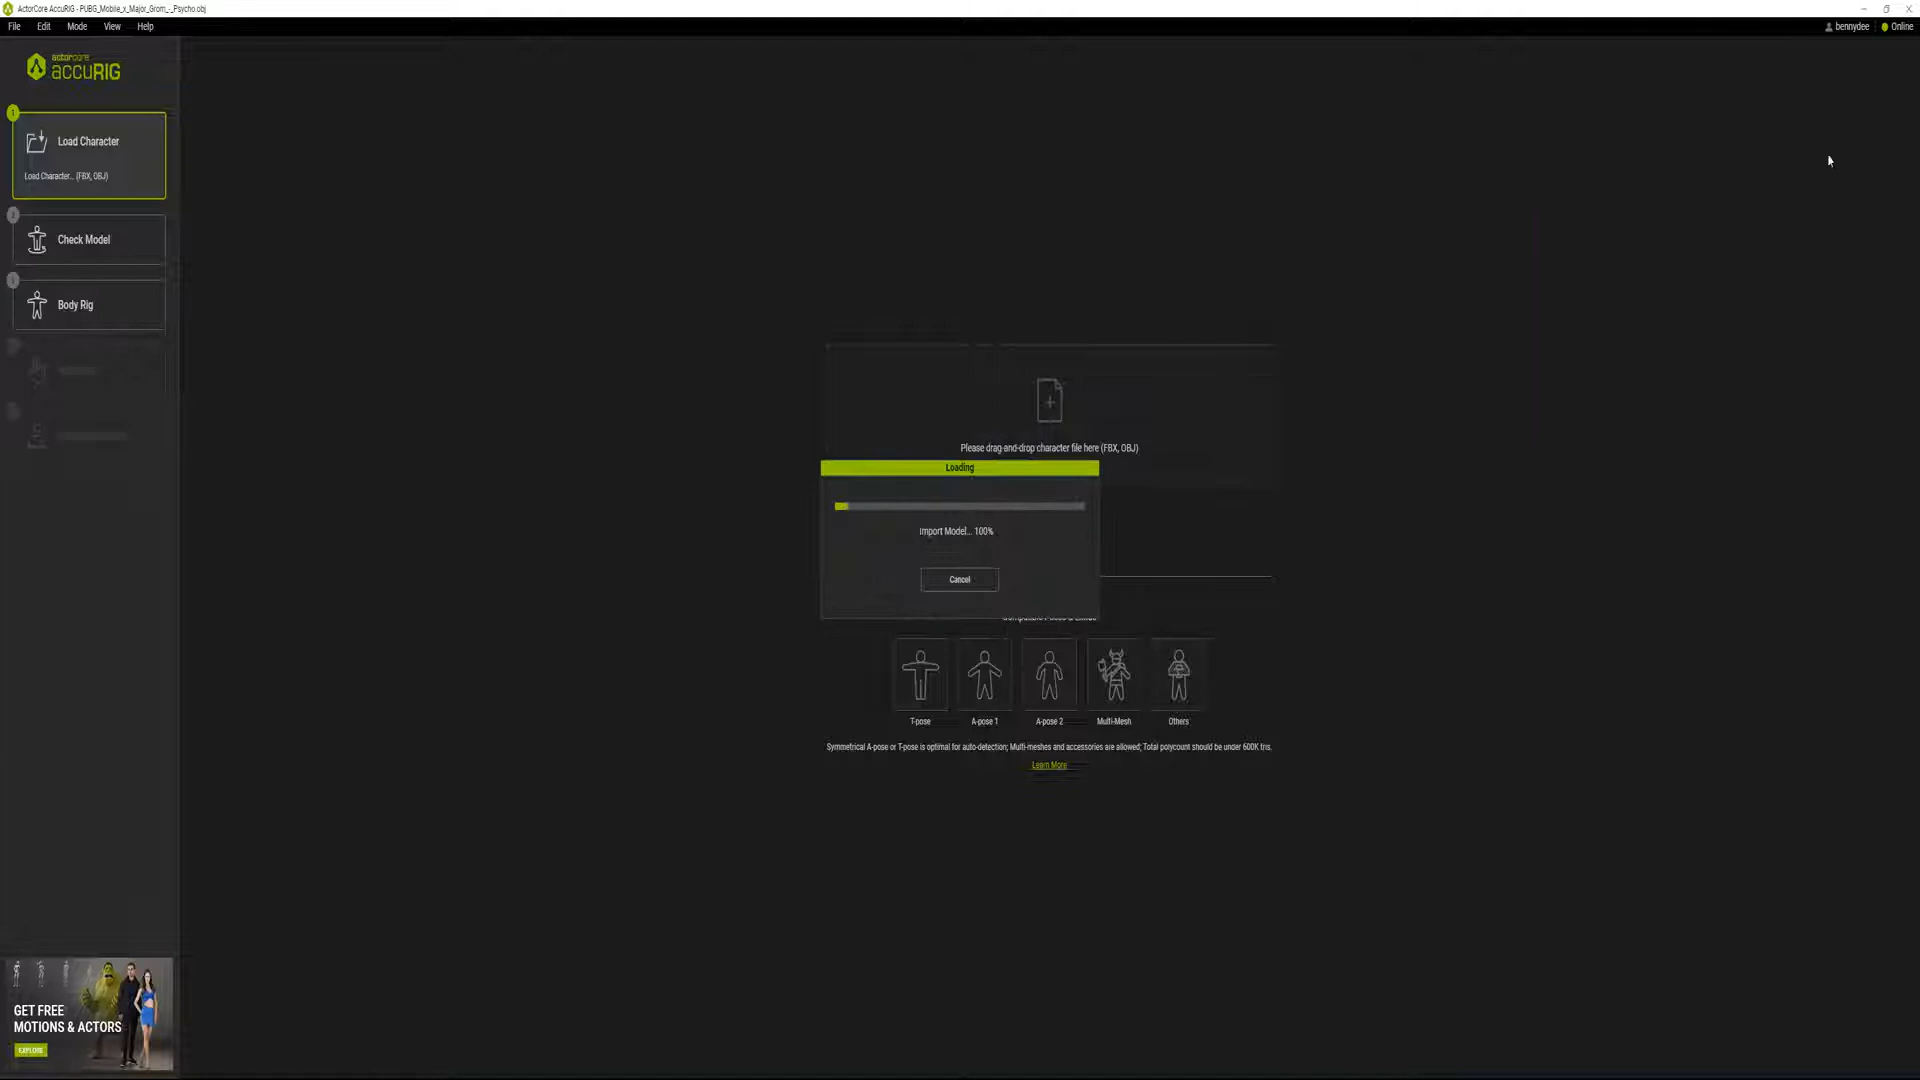 ActorCore AccuRIG - PUBG_Mobile_x_Major_Grom_-_Psycho.obj
File Edit Mode View Help
bennydee
Online
actorcore
accuRIG
1
Load Character
Load Character... (FBX, OBJ)
2
Check Model
Body Rig
Please drag-and-drop character file here (FBX, OBJ)
Loading
Import Model... 100%
Cancel
T-pose A-pose 1 A-pose 2 Multi-Mesh Others
Symmetrical A-pose or T-pose is optimal for auto-detection; Multi-meshes and accessories are allowed; Total polycount should be under 600K tris.
Learn More
GET FREE
MOTIONS & ACTORS
EXPLORE